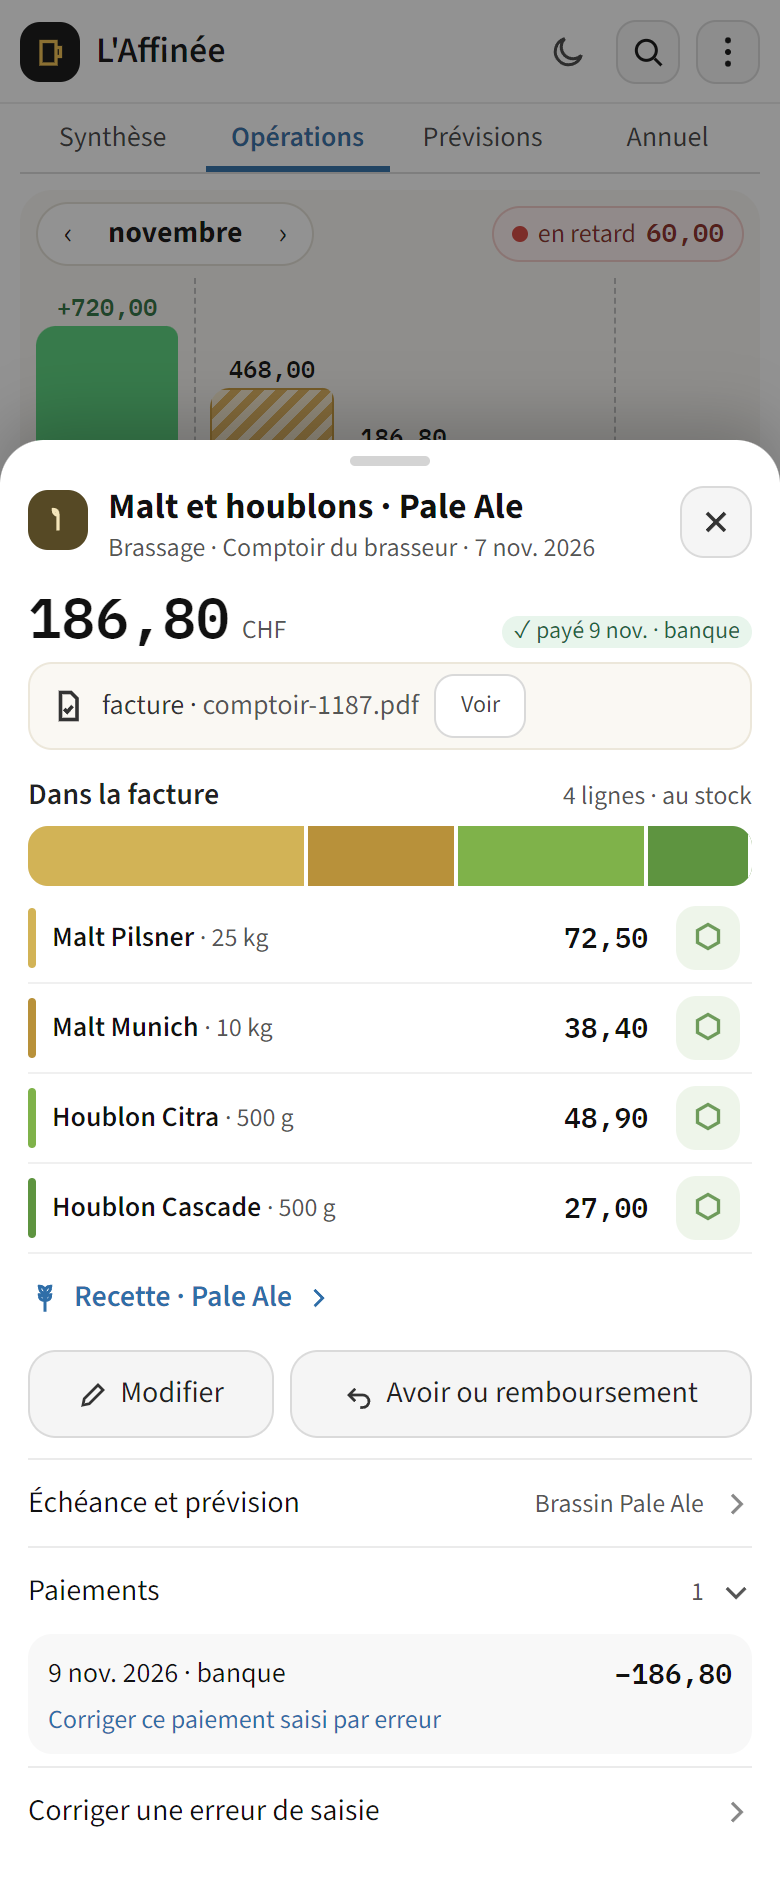 L'Affinée
Synthèse Opérations Prévisions Annuel
‹ novembre › en retard 60,00
+720,00
468,00
186,80
Malt et houblons · Pale Ale
Brassage · Comptoir du brasseur · 7 nov. 2026
186,80 CHF ✓ payé 9 nov. · banque
facture · comptoir-1187.pdf Voir
Dans la facture 4 lignes · au stock
Malt Pilsner · 25 kg 72,50
Malt Munich · 10 kg 38,40
Houblon Citra · 500 g 48,90
Houblon Cascade · 500 g 27,00
Recette · Pale Ale
Modifier Avoir ou remboursement
Échéance et prévision Brassin Pale Ale
Paiements 1
9 nov. 2026 · banque −186,80
Corriger ce paiement saisi par erreur
Corriger une erreur de saisie